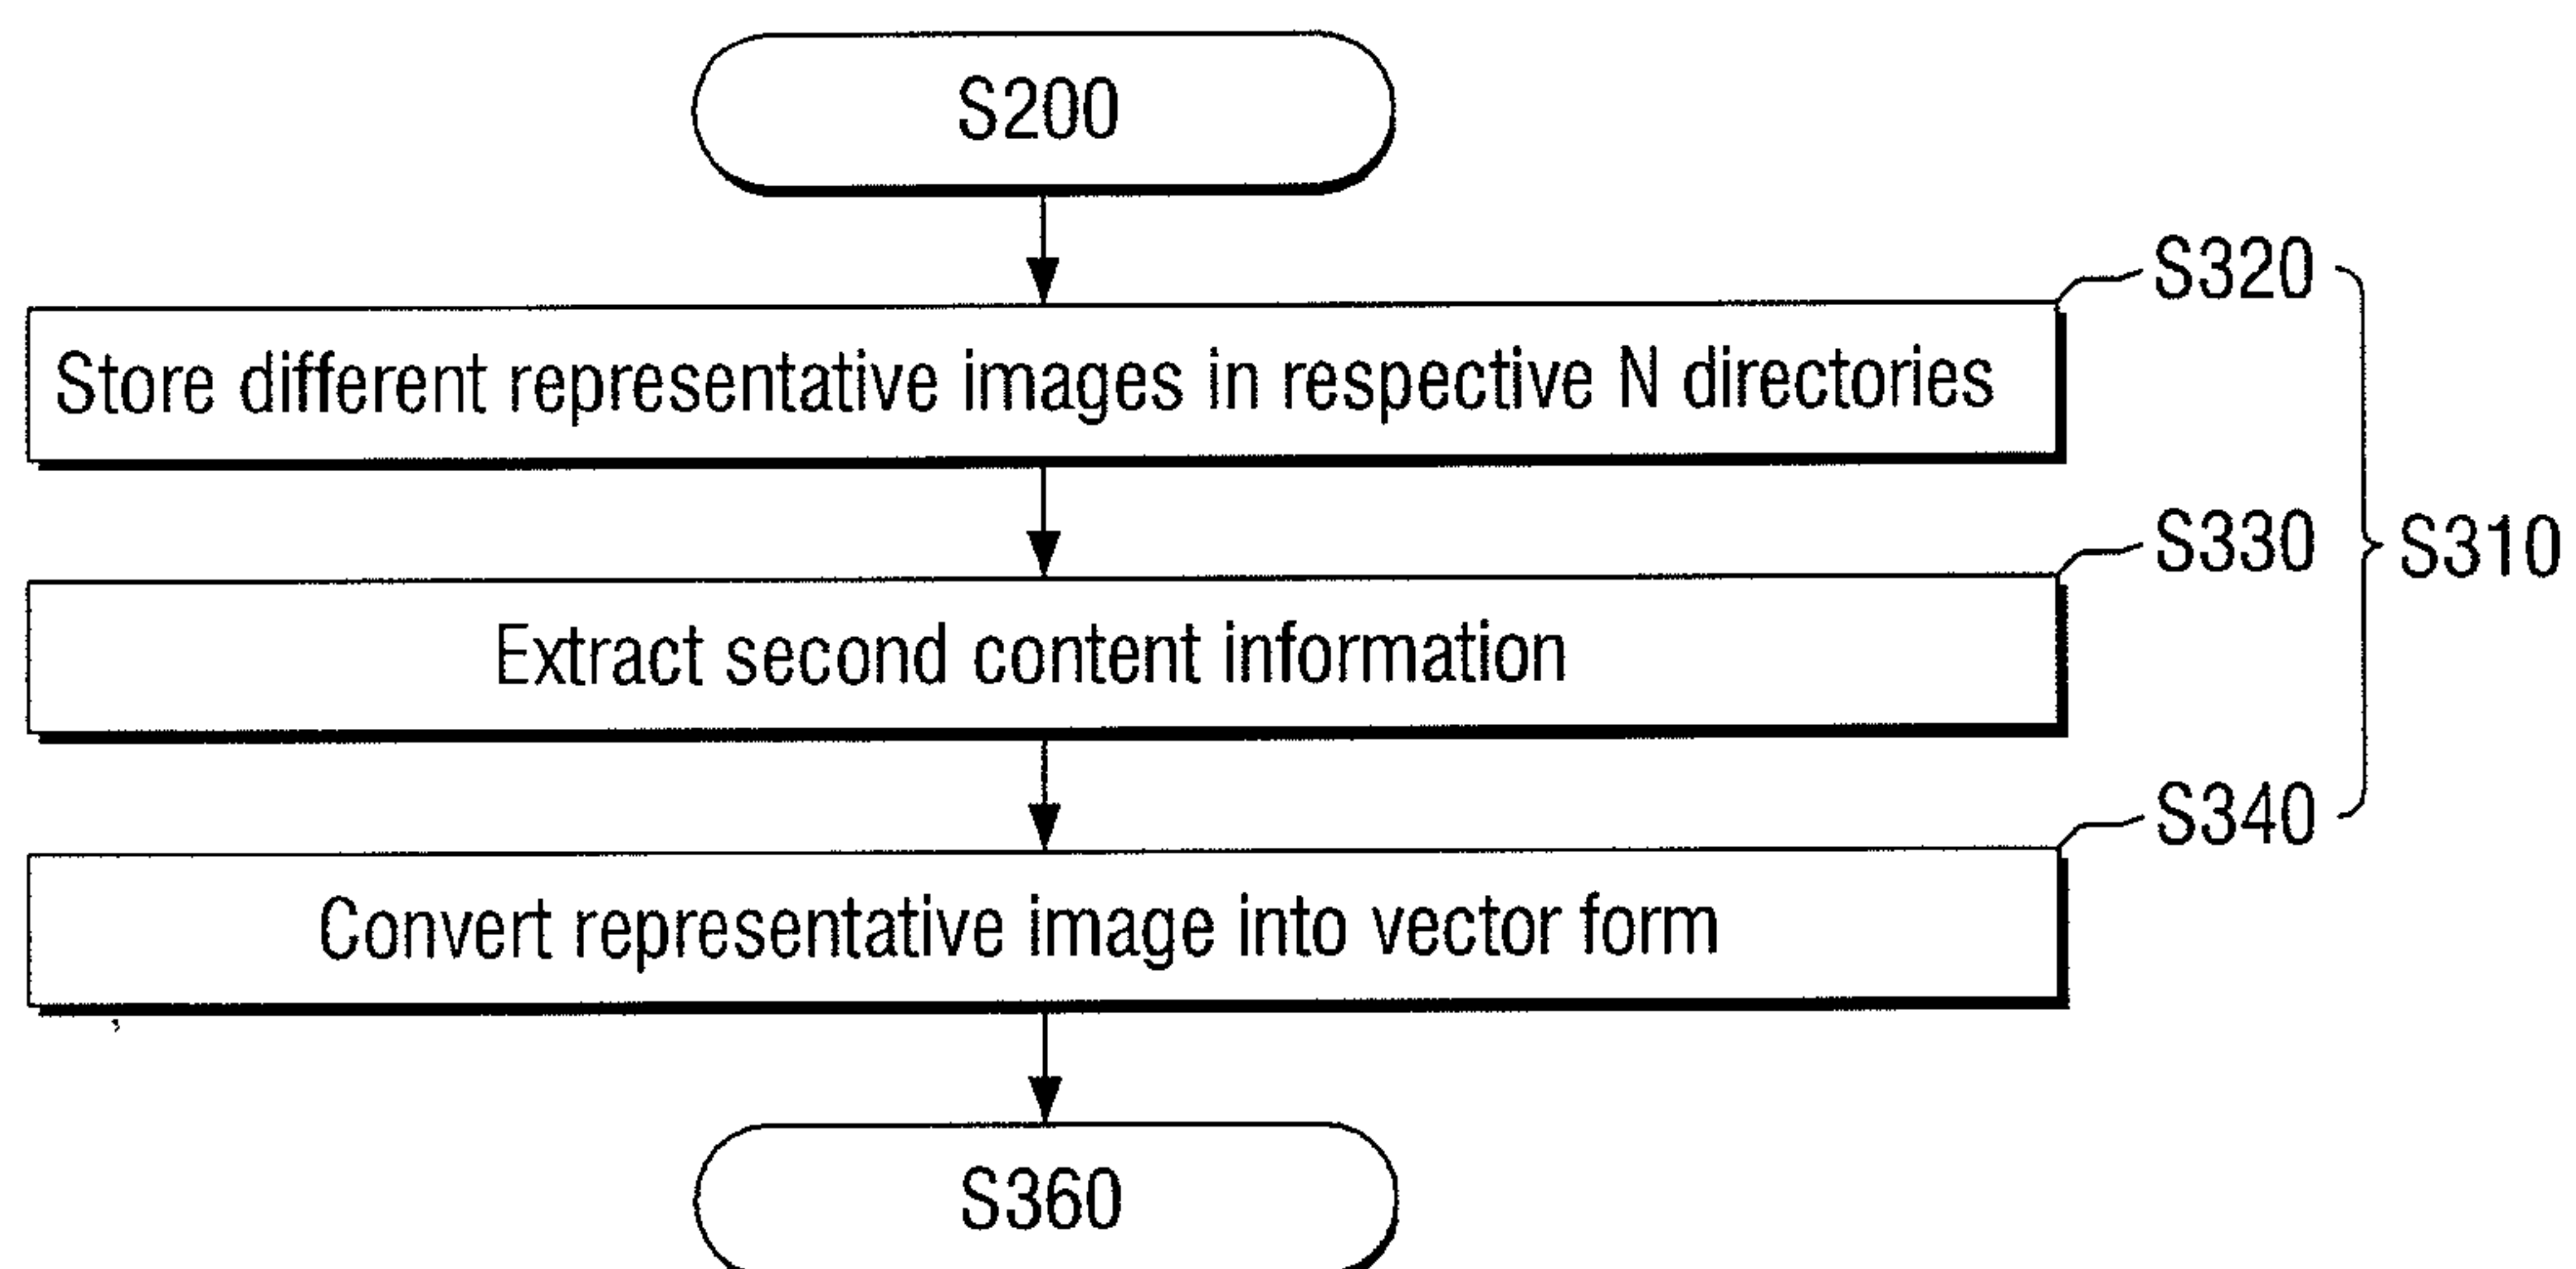 S200
S320
Store different representative images in respective N directories
S330
S310
Extract second content information
S340
Convert representative image into vector form
S360